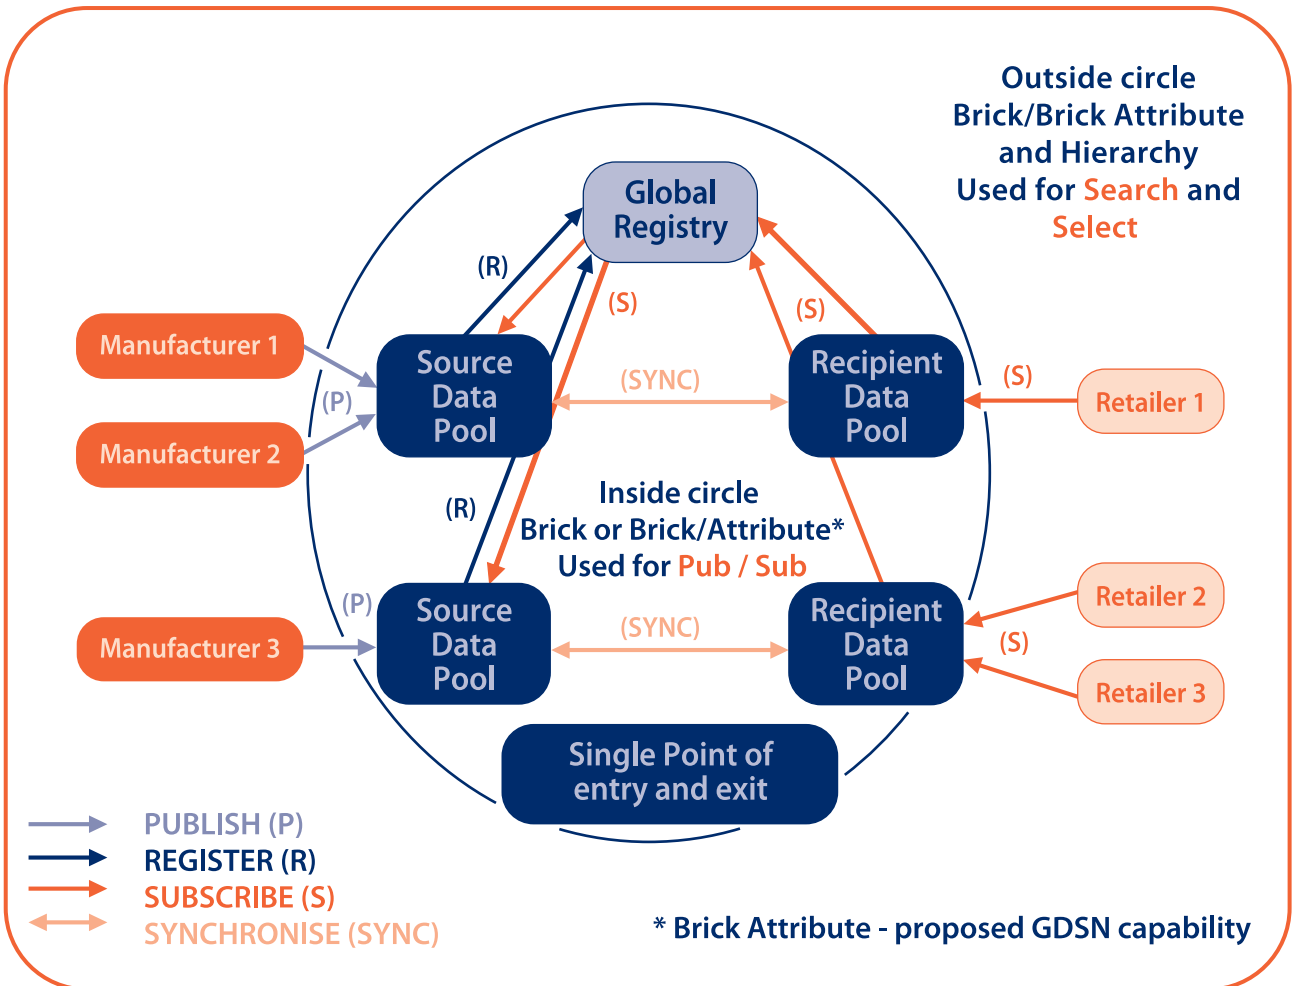 Outside circle
Brick/Brick Attribute
and Hierarchy
Used for Search and
Select
Global
Registry
(R)
(S)
(S)
Manufacturer 1
(P)
Manufacturer 2
Source
Data
Pool
(SYNC)
Recipient
Data
Pool
(S)
Retailer 1
Inside circle
Brick or Brick/Attribute*
Used for Pub / Sub
(R)
(P)
Manufacturer 3
Source
Data
Pool
(SYNC)
Recipient
Data
Pool
Retailer 2
(S)
Retailer 3
Single Point of
entry and exit
PUBLISH (P)
REGISTER (R)
SUBSCRIBE (S)
SYNCHRONISE (SYNC)
* Brick Attribute - proposed GDSN capability